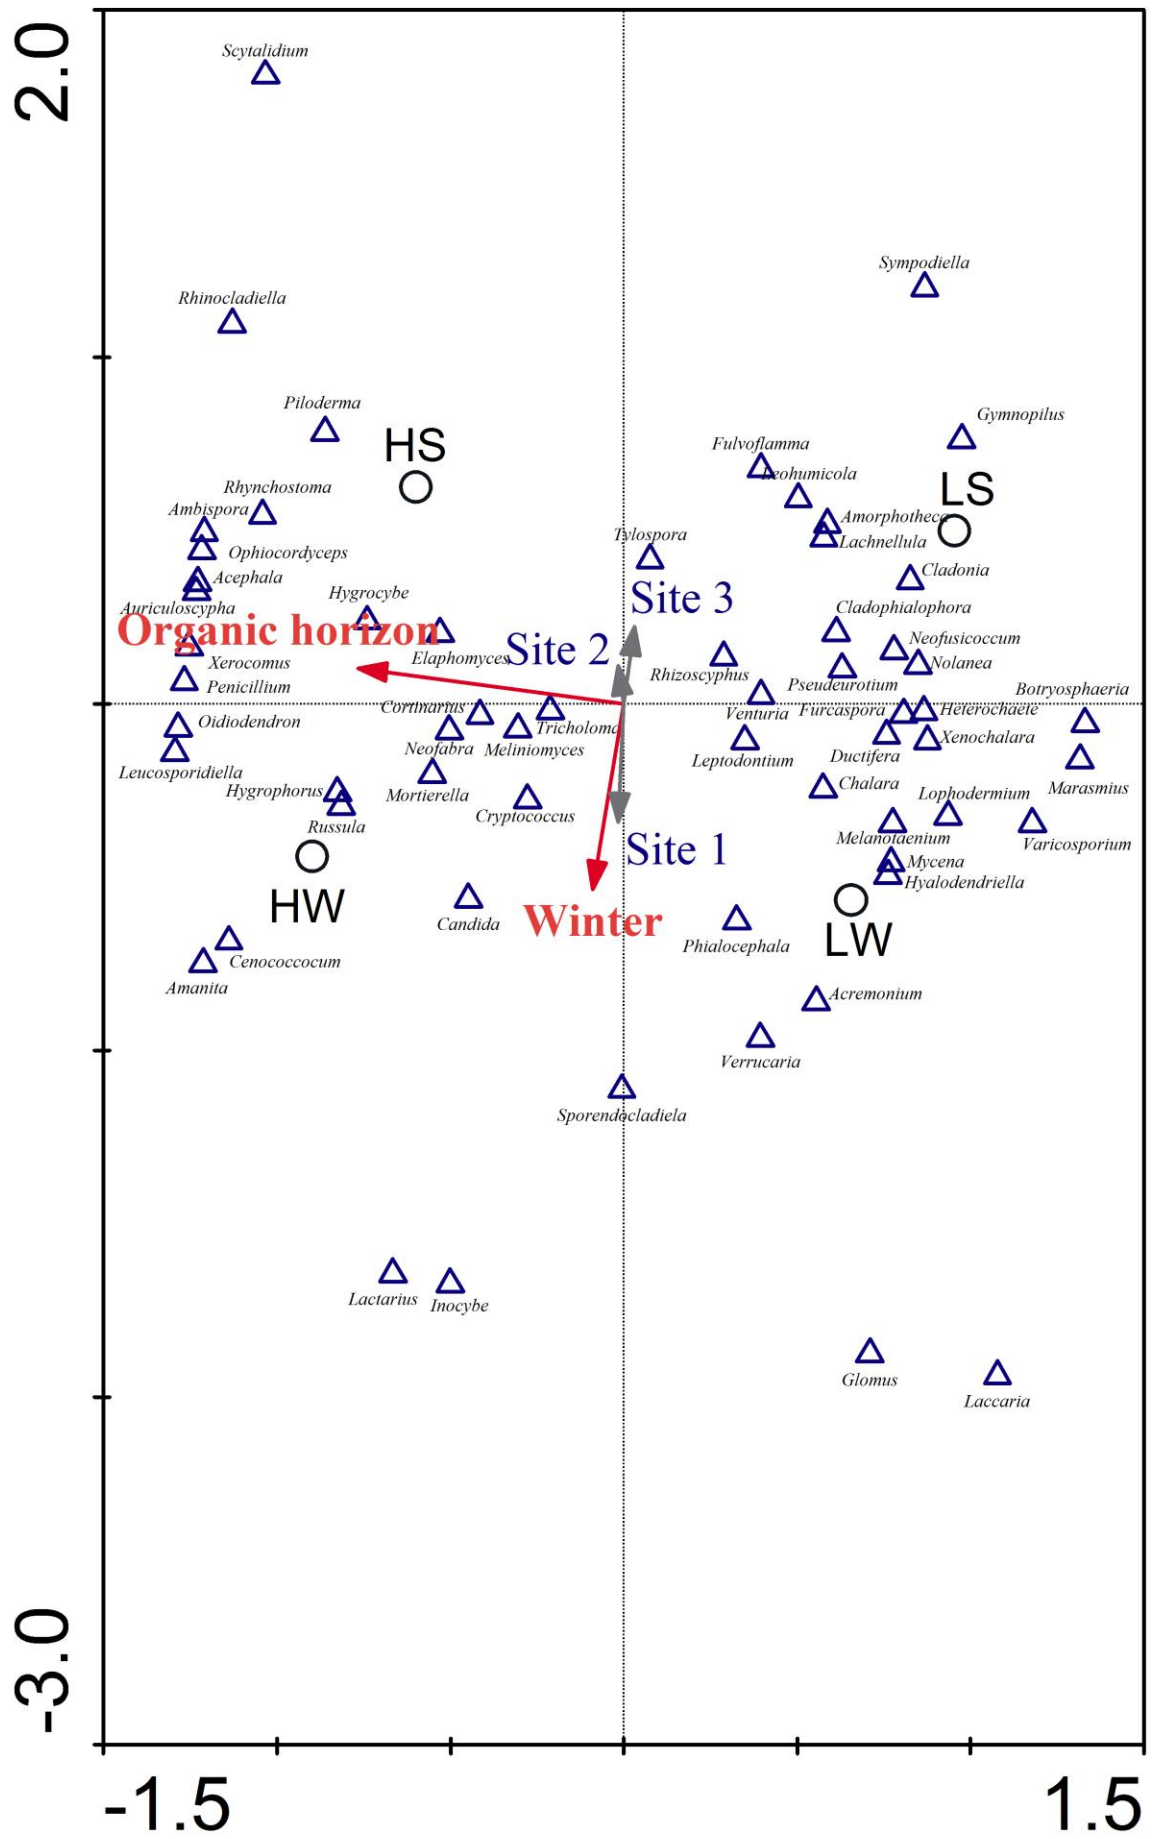 2.0
Scytalidium
Sympodiella
Rhinocladiella
Piloderma
Gymnopilus
HS
Fulvoflamma
Leohumicola
Rhynchostoma
LS
Ambispora
Amorphotheca
Tylospora
Lachnellula
Ophiocordyceps
Cladonia
Acephala
Hygrocybe
Site 3
Auriculoscypha
Cladophialophora
Organic horizon
Neofusicoccum
Site 2
Elaphomyces
Xerocomus
Nolanea
Rhizoscyphus
Penicillium
Pseudeurotium
Botryosphaeria
Cortinarius
Venturia
Furcaspora
Heterochaete
Oidiodendron
Tricholoma
Xenochalara
Neofabra
Meliniomyces
Ductifera
Leptodontium
Leucosporidiella
Chalara
Marasmius
Hygrophorus
Mortierella
Lophodermium
Cryptococcus
Russula
Melanotaenium
Varicosporium
Site 1
Mycena
Hyalodendriella
HW
Candida
Winter
LW
Phialocephala
Cenococcocum
Amanita
Acremonium
Verrucaria
Sporendocladiela
Lactarius
Inocybe
Glomus
Laccaria
-3.0
-1.5
1.5